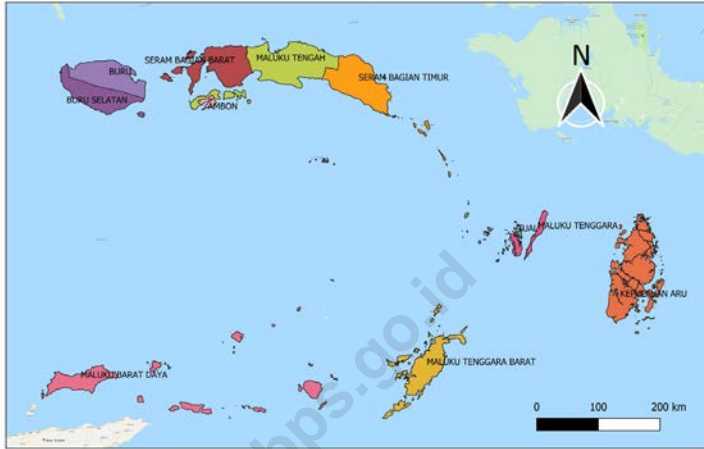 N
SERAM BAGIAN BARAT
MALUKU TENGAH
BURU
SERAM BAGIAN TIMUR
BURU SELATAN
AMBON
TUAL
MALUKU TENGGARA
KEPULAUAN ARU
MALUKU TENGGARA BARAT
MALUKU BARAT DAYA
0 100 200 km
bps.go.id